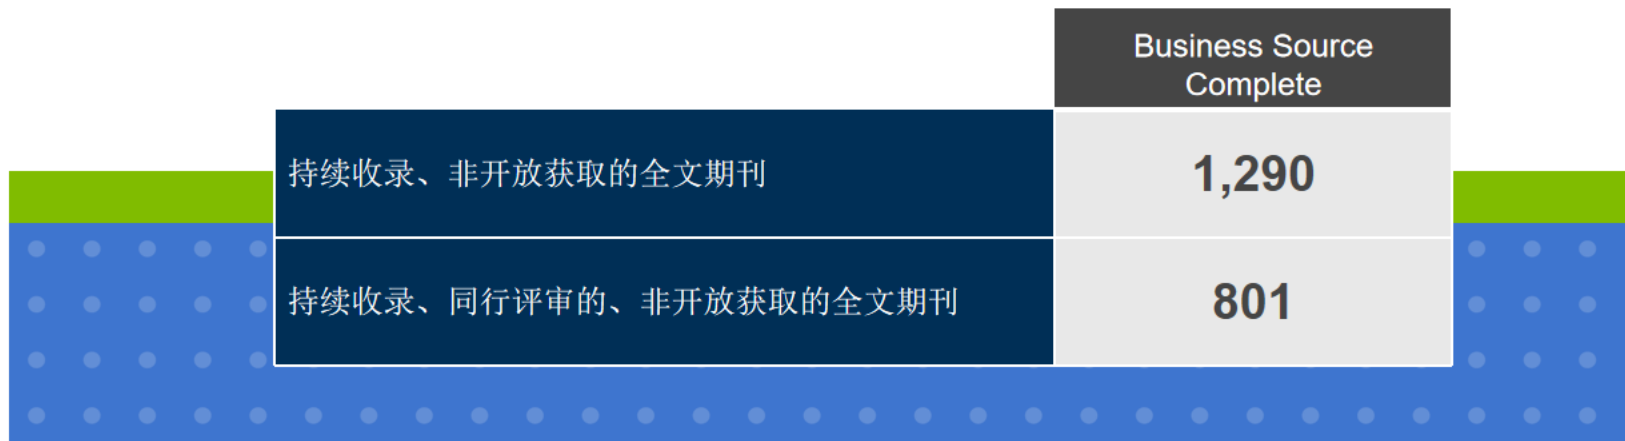 Business Source
Complete
持续收录、非开放获取的全文期刊
1,290
持续收录、同行评审的、非开放获取的全文期刊
801